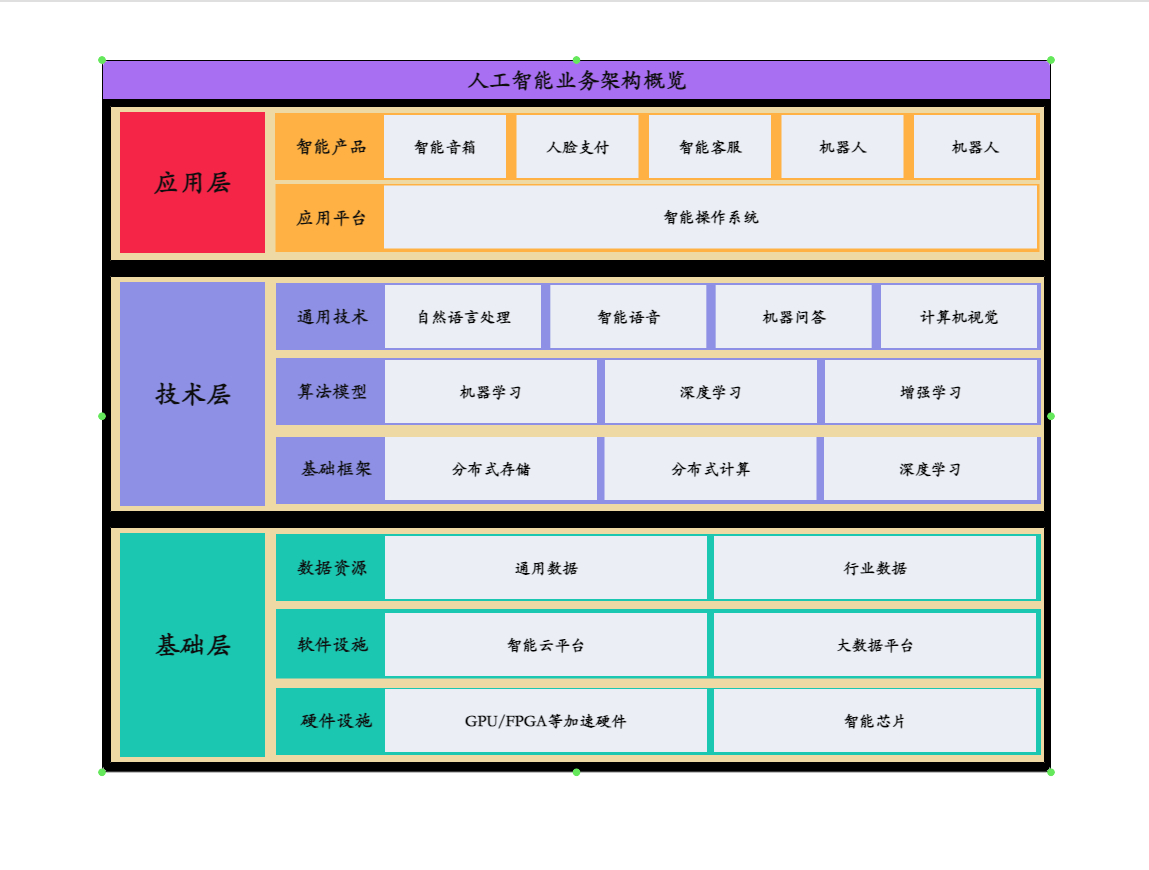 人工智能业务架构概览
应用层
智能产品 智能音箱 人脸支付 智能客服 机器人 机器人
应用平台 智能操作系统
技术层
通用技术 自然语言处理 智能语音 机器问答 计算机视觉
算法模型 机器学习 深度学习 增强学习
基础框架 分布式存储 分布式计算 深度学习
基础层
数据资源 通用数据 行业数据
软件设施 智能云平台 大数据平台
硬件设施 GPU/FPGA等加速硬件 智能芯片